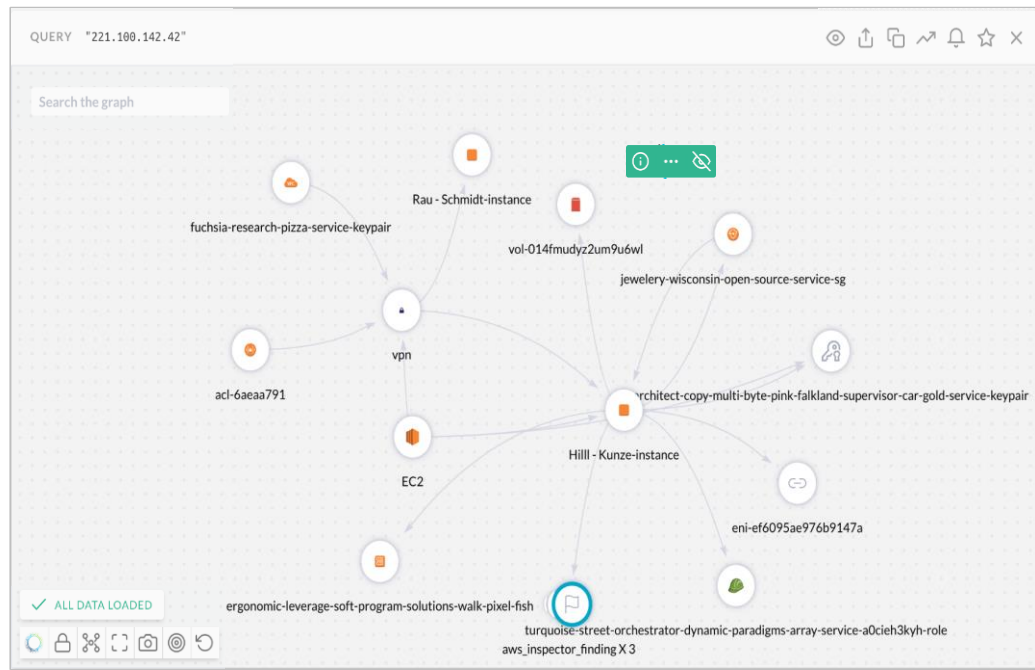 QUERY "221.100.142.42"
Search the graph
Rau - Schmidt-instance
fuchsia-research-pizza-service-keypair
vol-014fmudyz2um9u6wl
jewelery-wisconsin-open-source-service-sg
vpn
acl-6aeaa791
architect-copy-multi-byte-pink-falkland-supervisor-car-gold-service-keypair
Hilll - Kunze-instance
EC2
eni-ef6095ae976b9147a
ALL DATA LOADED
ergonomic-leverage-soft-program-solutions-walk-pixel-fish
turquoise-street-orchestrator-dynamic-paradigms-array-service-a0cieh3kyh-role
aws_inspector_finding X 3